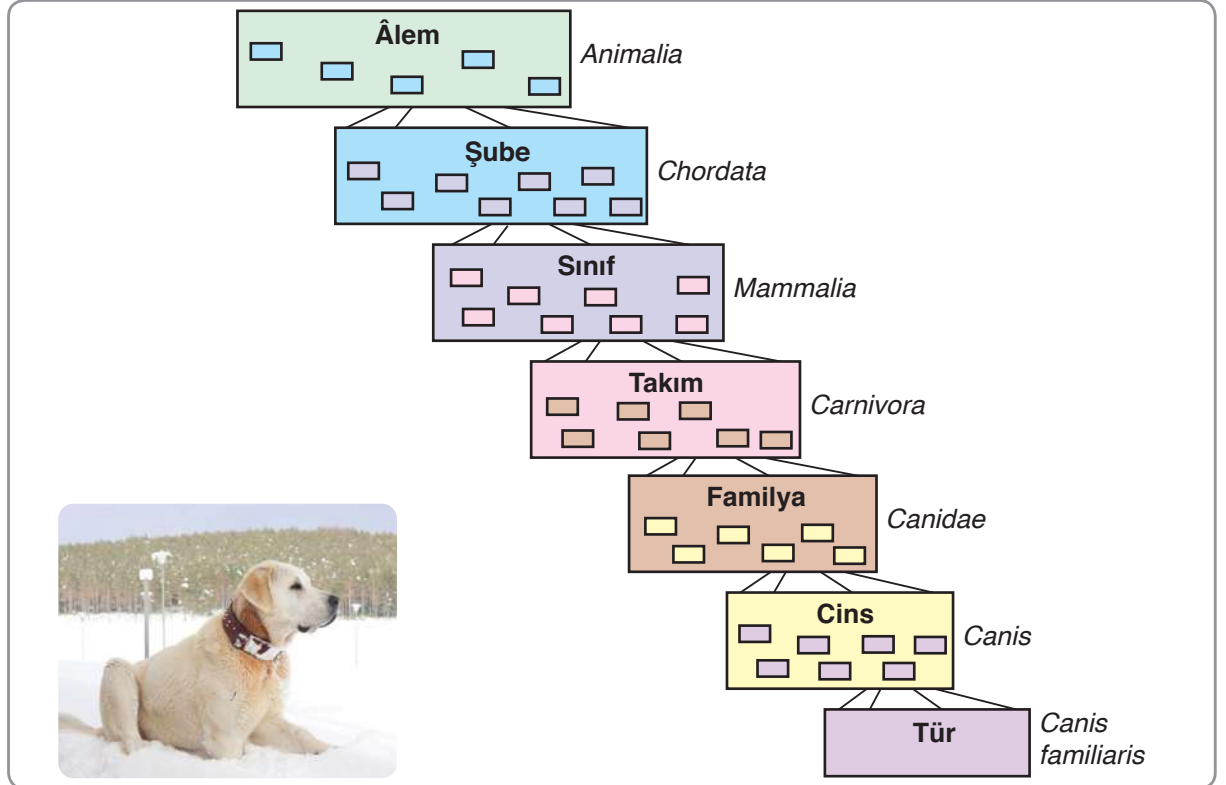 Âlem
Animalia
Şube
Chordata
Sınıf
Mammalia
Takım
Carnivora
Familya
Canidae
Cins
Canis
Tür
Canis
familiaris